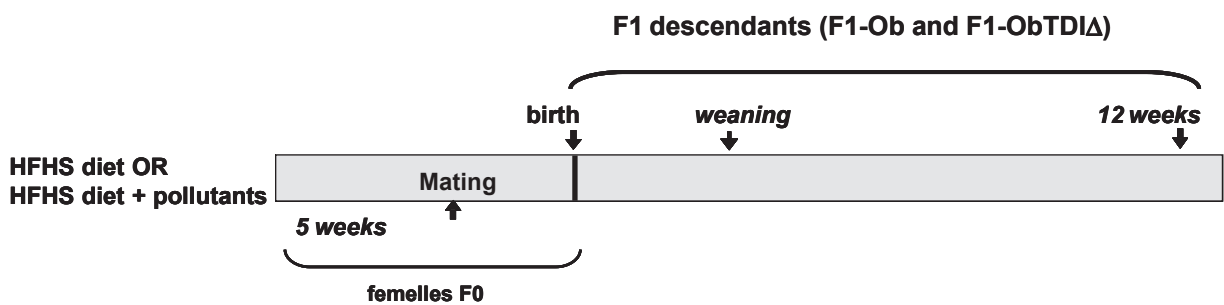 F1 descendants (F1-Ob and F1-ObTDIΔ)
birth
weaning
12 weeks
HFHS diet OR
HFHS diet + pollutants
Mating
5 weeks
femelles F0